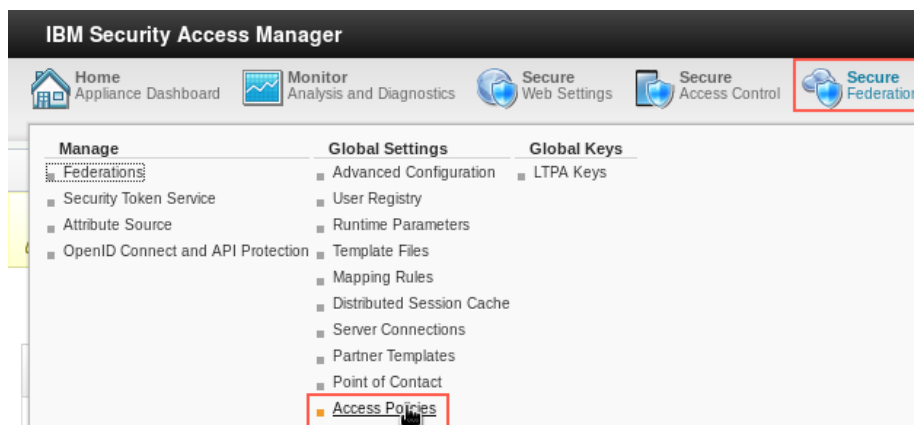 IBM Security Access Manager
Home
Appliance Dashboard
Monitor
Analysis and Diagnostics
Secure
Web Settings
Secure
Access Control
Secure
Federation
Manage
Federations
Security Token Service
Attribute Source
OpenID Connect and API Protection
Global Settings
Advanced Configuration
User Registry
Runtime Parameters
Template Files
Mapping Rules
Distributed Session Cache
Server Connections
Partner Templates
Point of Contact
Access Policies
Global Keys
LTPA Keys